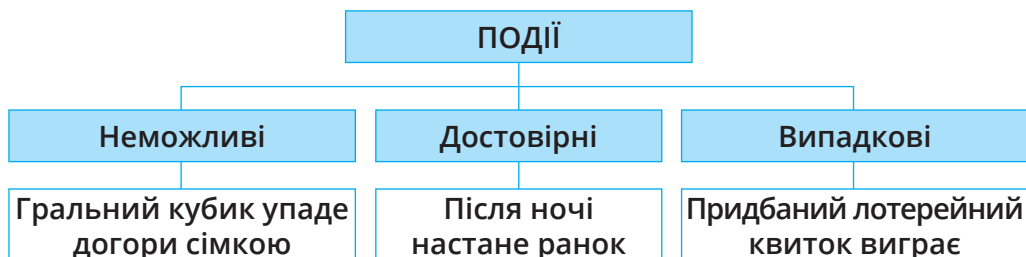 ПОДІЇ
Неможливі
Достовірні
Випадкові
Гральний кубик упаде
догори сімкою
Після ночі
настане ранок
Придбаний лотерейний
квиток виграє